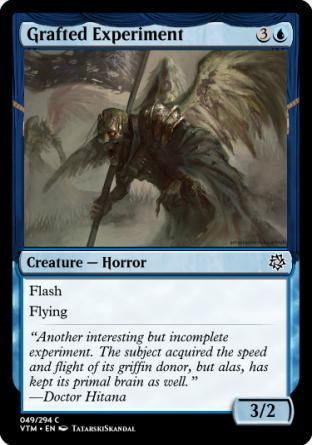 Grafted Experiment 3
Creature — Horror
Flash
Flying
“Another interesting but incomplete
experiment. The subject acquired the speed
and flight of its griffin donor, but alas, has
kept its primal brain as well.”
—Doctor Hitana
3/2
049/294 C
VTM • EN TatarskiSkandal